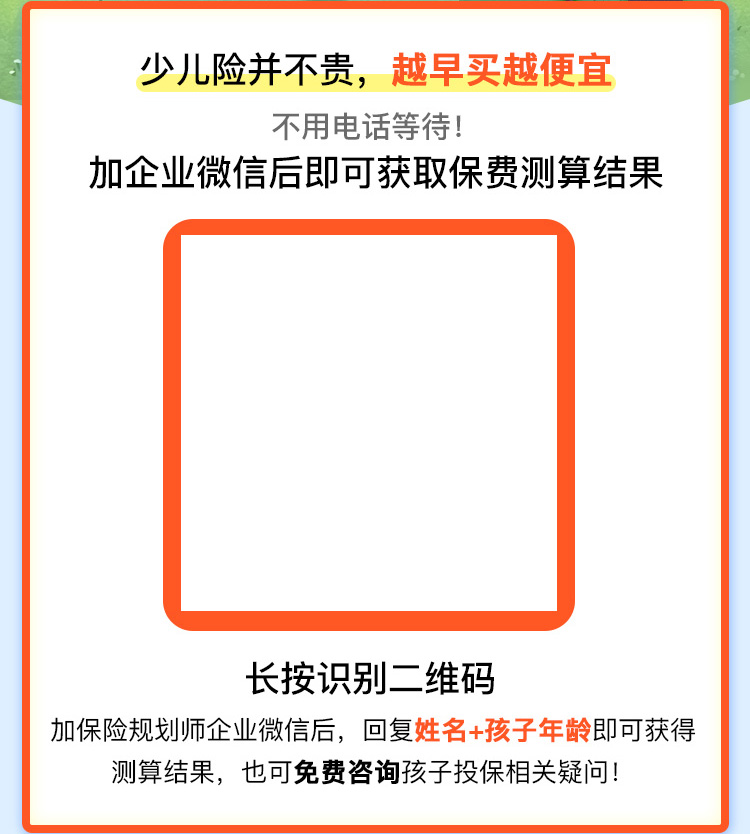 少儿险并不贵，越早买越便宜
不用电话等待！
加企业微信后即可获取保费测算结果
长按识别二维码
加保险规划师企业微信后，回复姓名+孩子年龄即可获得
测算结果，也可免费咨询孩子投保相关疑问！